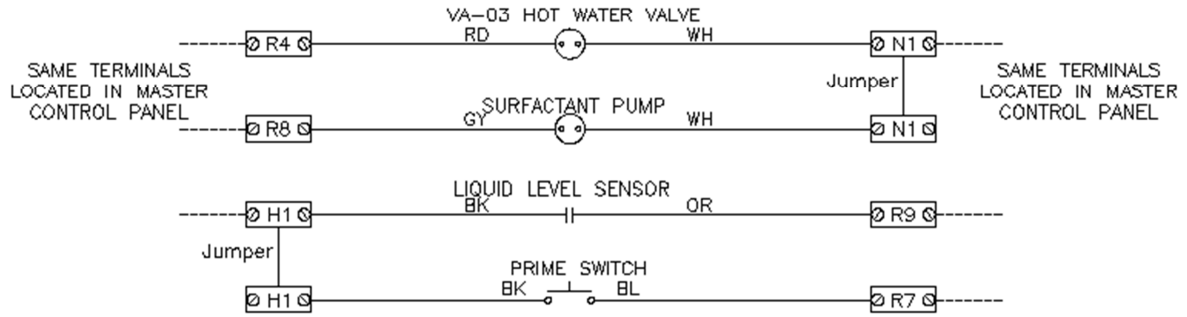 VA-03 HOT WATER VALVE
R4 RD WH N1
SAME TERMINALS
LOCATED IN MASTER
CONTROL PANEL
Jumper
SAME TERMINALS
LOCATED IN MASTER
CONTROL PANEL
SURFACTANT PUMP
R8 GY WH N1
LIQUID LEVEL SENSOR
H1 BK OR R9
Jumper
PRIME SWITCH
H1 BK BL R7